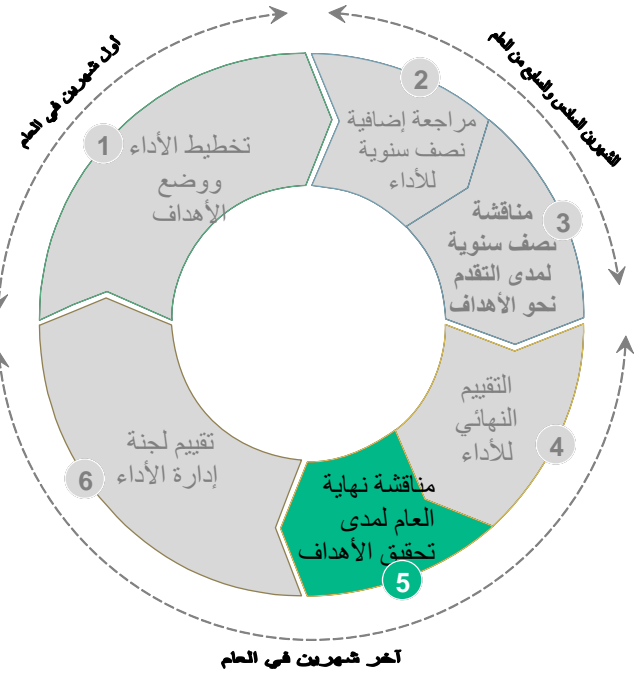 أول شهرين في العام
الشهرين السادس والسابع من العام
1
تخطيط الأداء
ووضع
الأهداف
2
مراجعة إضافية
نصف سنوية
للأداء
3
مناقشة
نصف سنوية
لمدى التقدم
نحو الأهداف
4
التقييم
النهائي
للأداء
5
مناقشة نهاية
العام لمدى
تحقيق الأهداف
6
تقييم لجنة
إدارة الأداء
آخر شهرين في العام